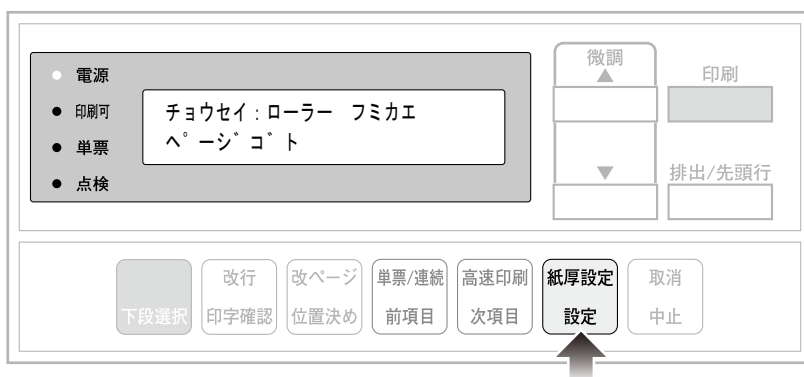 電源
印刷可
単票
点検
チョウセイ:ローラー フミカエ
ヘ゜ーシ゛コ゛ト
微調
▲
▼
印刷
排出/先頭行
下段選択
改行
印字確認
改ページ
位置決め
単票/連続
前項目
高速印刷
次項目
紙厚設定
設定
取消
中止